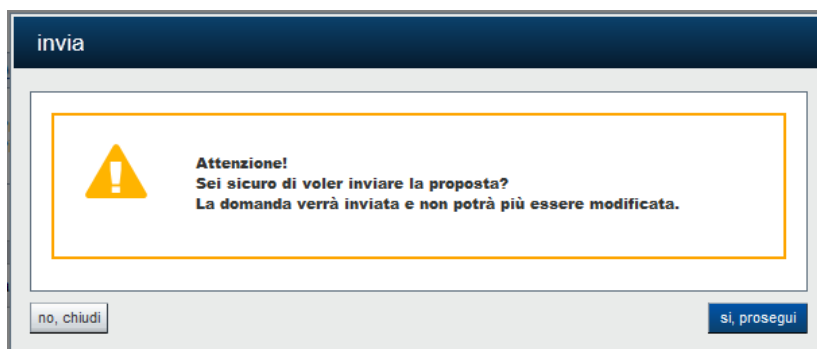 invia
Attenzione!
Sei sicuro di voler inviare la proposta?
La domanda verrà inviata e non potrà più essere modificata.
no, chiudi
si, prosegui